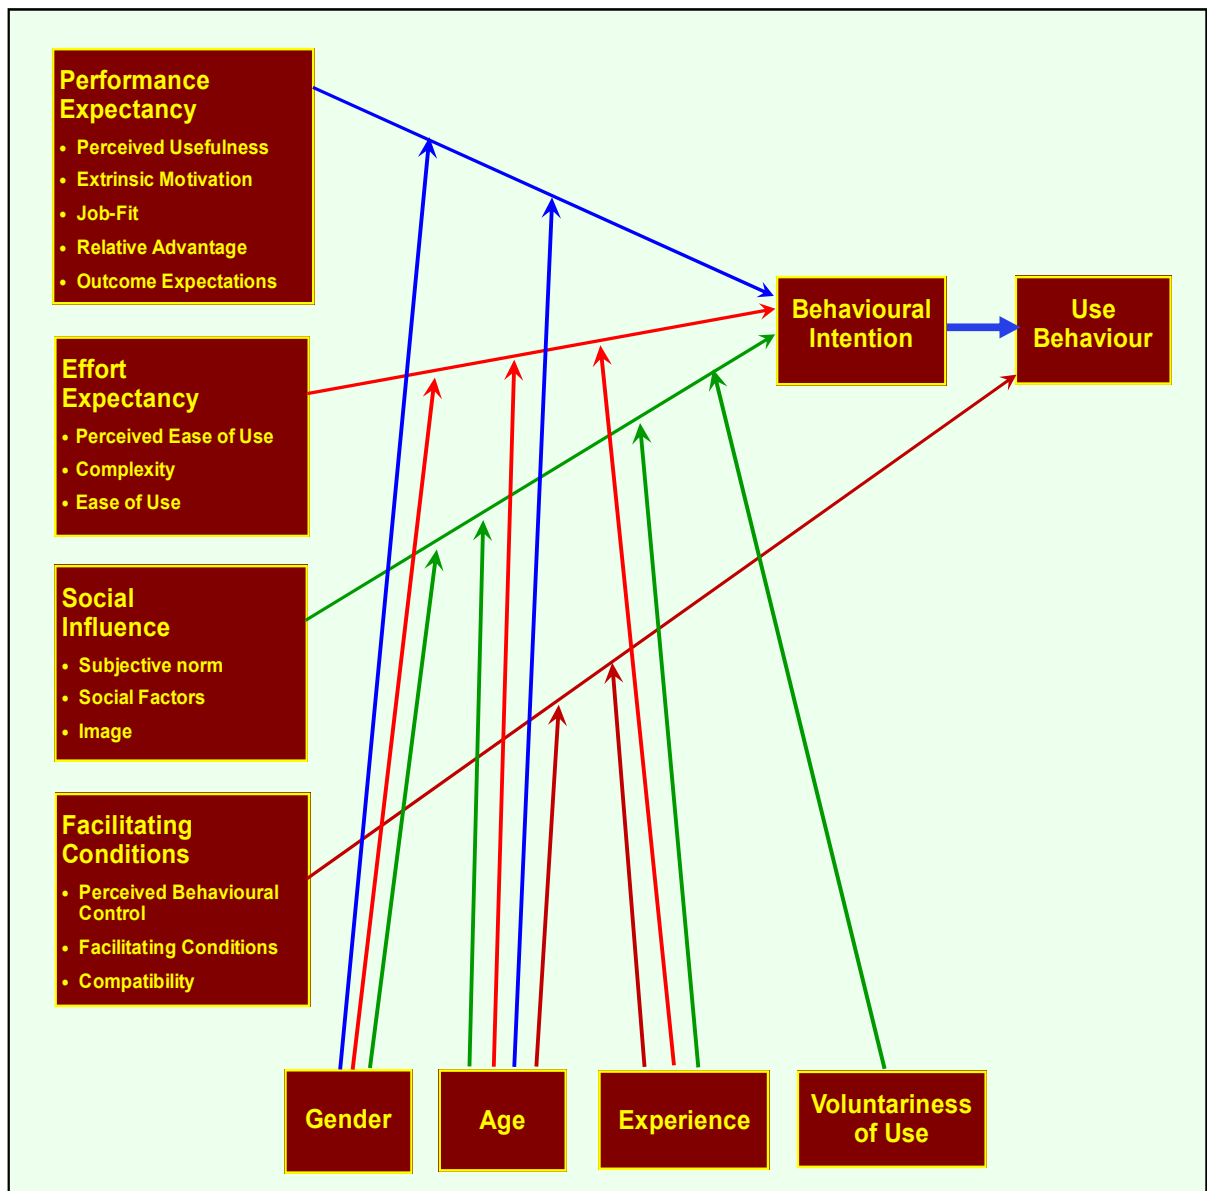 Performance
Expectancy
• Perceived Usefulness
• Extrinsic Motivation
• Job-Fit
• Relative Advantage
• Outcome Expectations
Effort
Expectancy
• Perceived Ease of Use
• Complexity
• Ease of Use
Social
Influence
• Subjective norm
• Social Factors
• Image
Facilitating
Conditions
• Perceived Behavioural
Control
• Facilitating Conditions
• Compatibility
Behavioural
Intention
Use
Behaviour
Gender
Age
Experience
Voluntariness
of Use